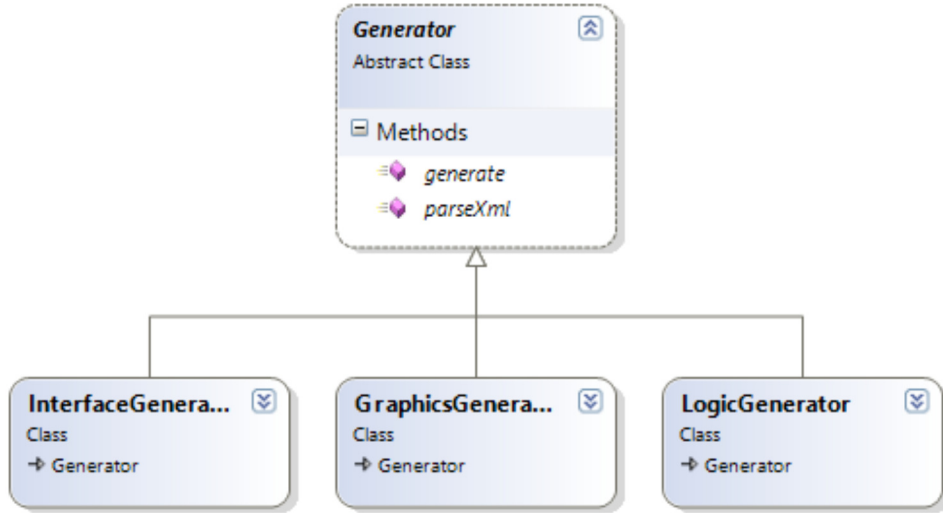 Generator
Abstract Class
Methods
generate
parseXml
InterfaceGenera...
Class
Generator
GraphicsGenera...
Class
Generator
LogicGenerator
Class
Generator